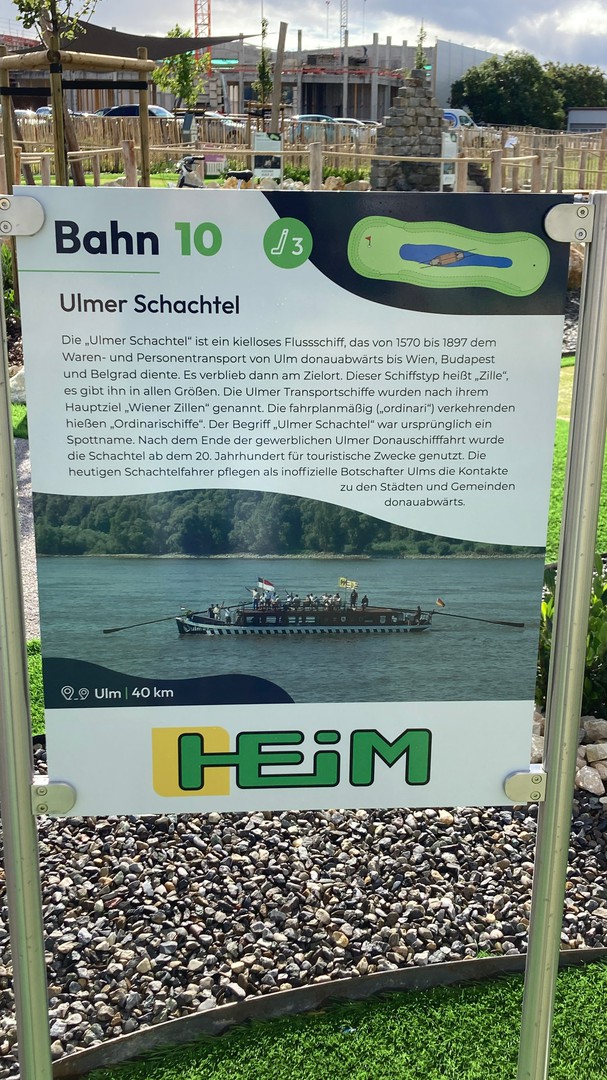 Bahn 10
3
Ulmer Schachtel
Die „Ulmer Schachtel“ ist ein kielloses Flussschiff, das von 1570 bis 1897 dem
Waren- und Personentransport von Ulm donauabwärts bis Wien, Budapest
und Belgrad diente. Es verblieb dann am Zielort. Dieser Schiffstyp heißt „Zille“,
es gibt ihn in allen Größen. Die Ulmer Transportschiffe wurden nach ihrem
Hauptziel „Wiener Zillen“ genannt. Die fahrplanmäßig („ordinari“) verkehrenden
hießen „Ordinarischiffe“. Der Begriff „Ulmer Schachtel“ war ursprünglich ein
Spottname. Nach dem Ende der gewerblichen Ulmer Donauschifffahrt wurde
die Schachtel ab dem 20. Jahrhundert für touristische Zwecke genutzt. Die
heutigen Schachtelfahrer pflegen als inoffizielle Botschafter Ulms die Kontakte
zu den Städten und Gemeinden
donauabwärts.
Ulm | 40 km
HEiM